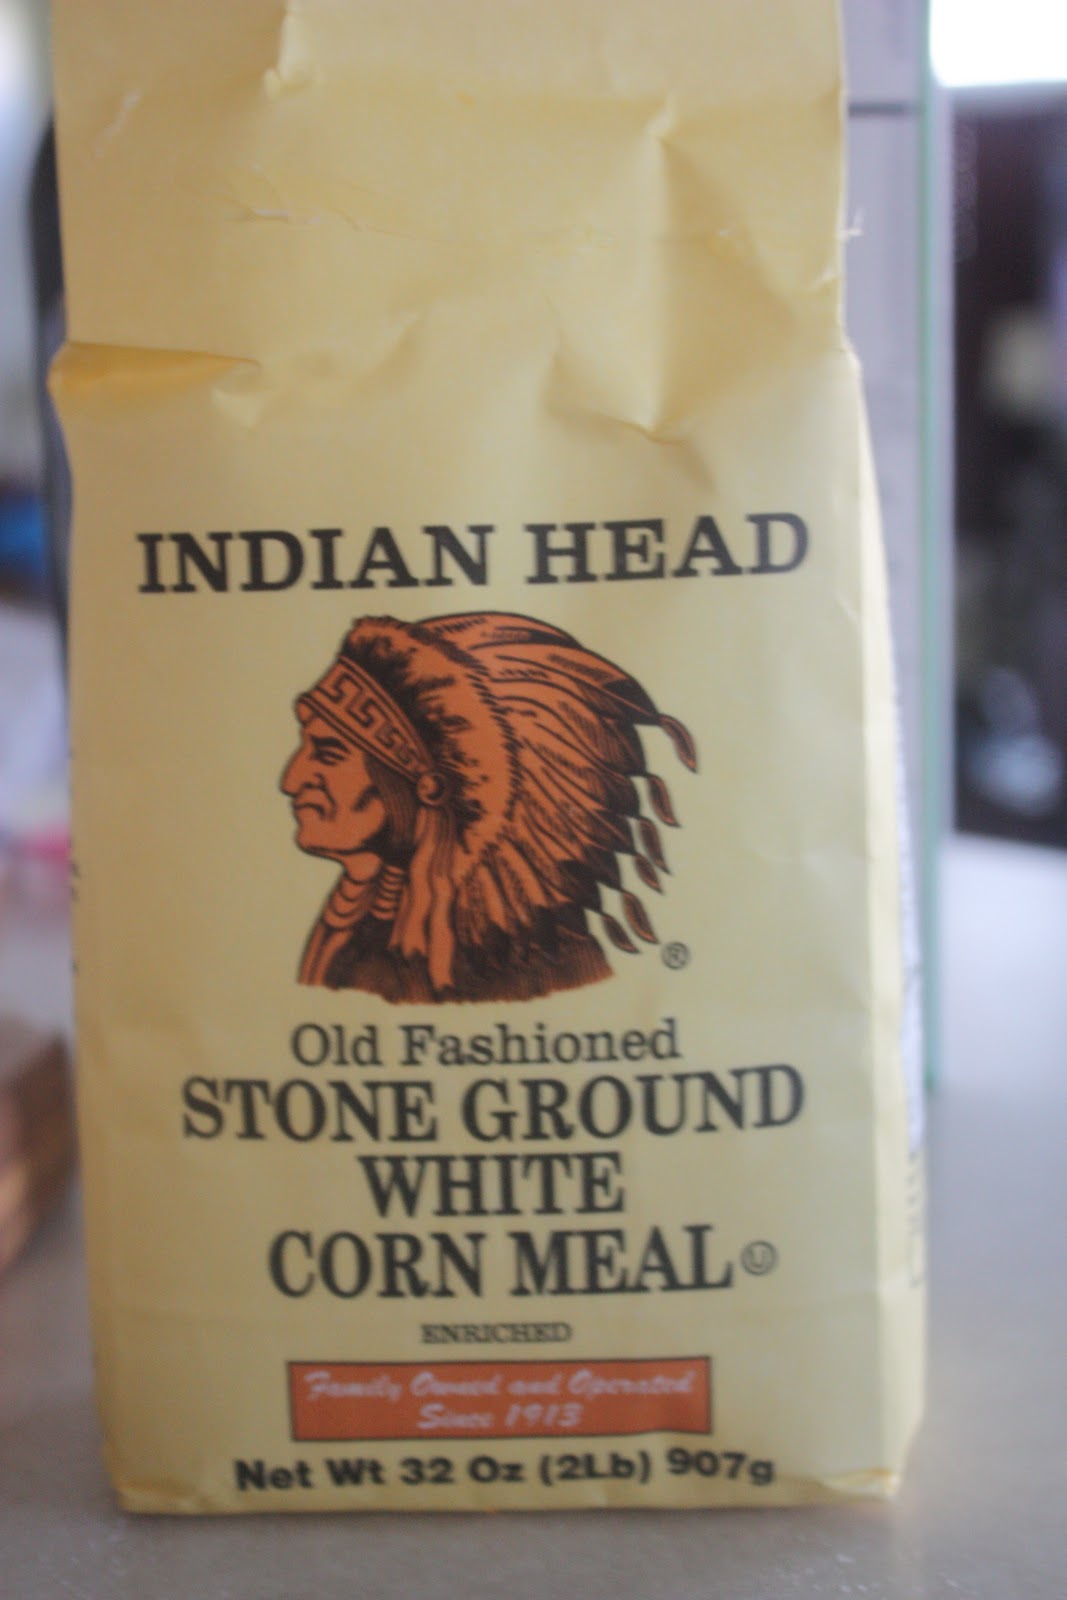 INDIAN HEAD
®
Old Fashioned
STONE GROUND
WHITE
CORN MEAL Ⓤ
ENRICHED
Family Owned and Operated
Since 1913
Net Wt 32 Oz (2Lb) 907g